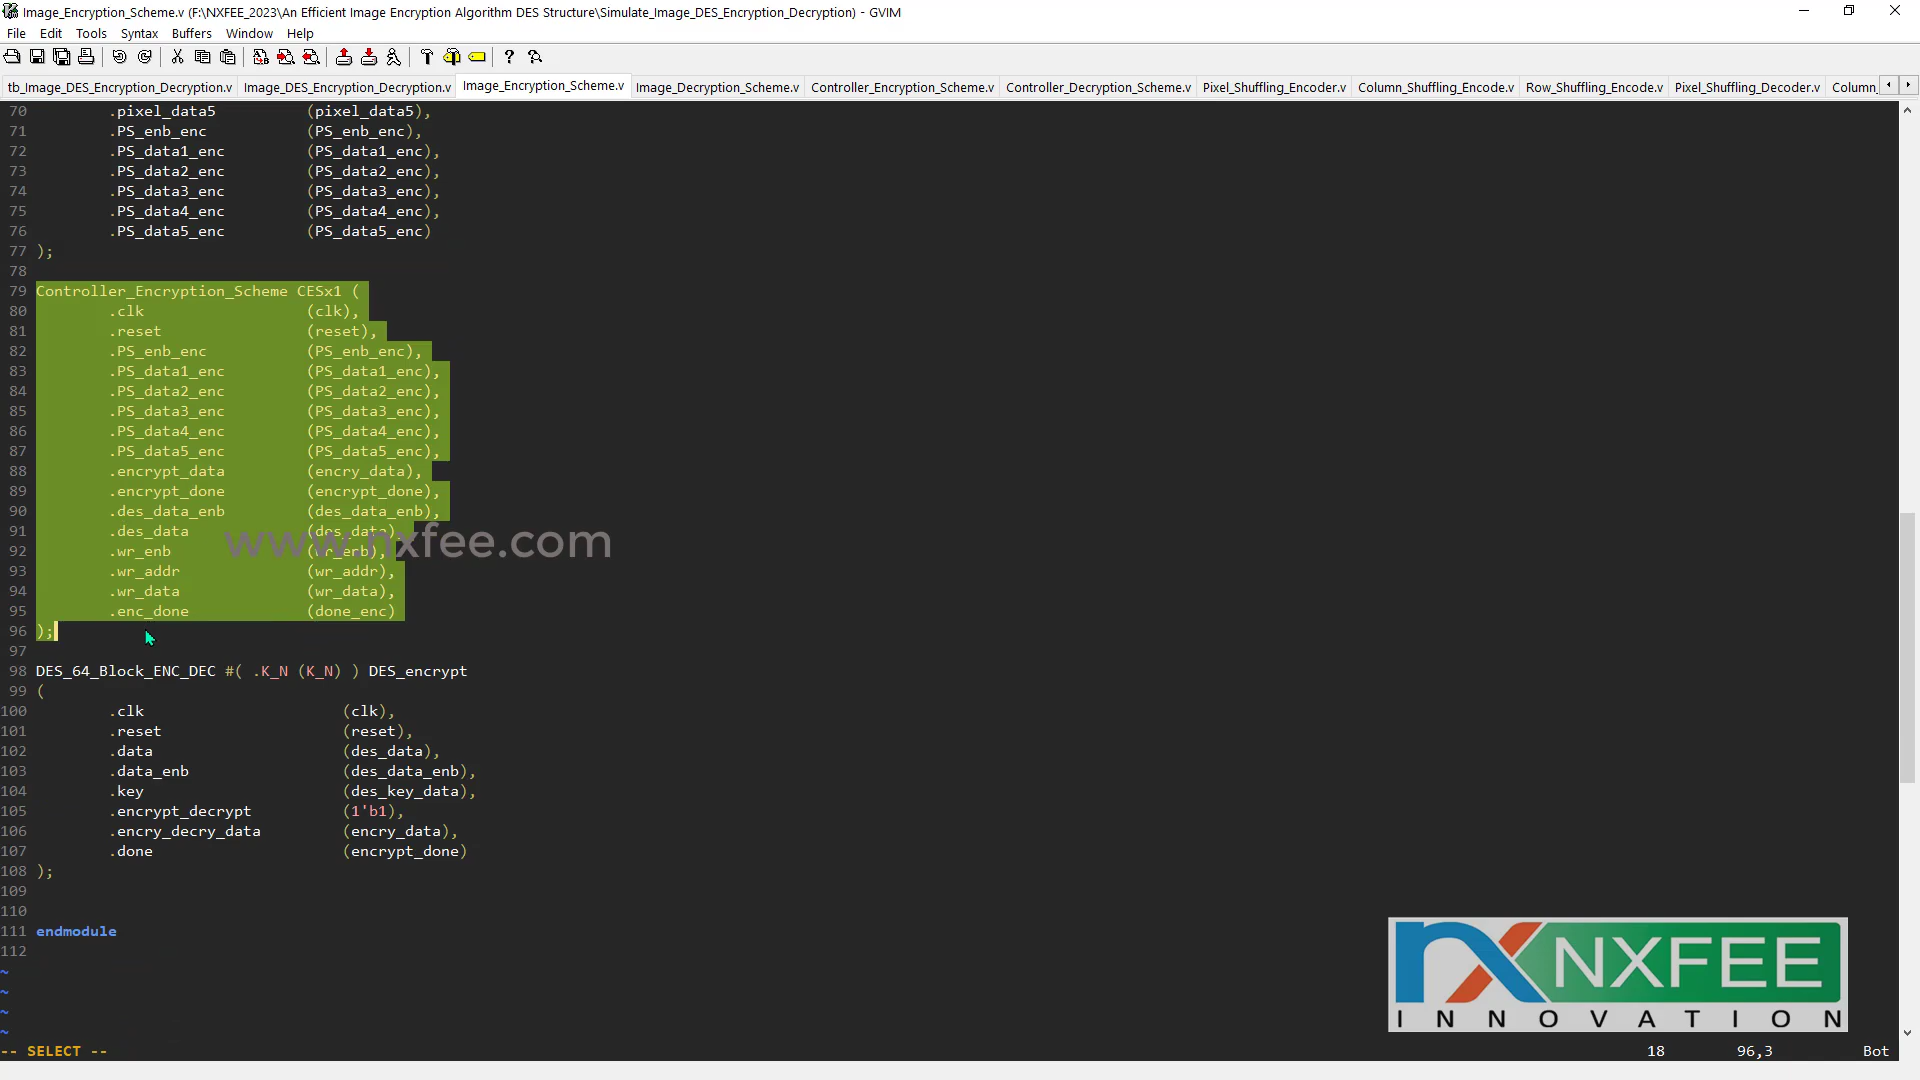 Image_Encryption_Scheme.v (F:\NXFEE_2023\An Efficient Image Encryption Algorithm DES Structure\Simulate_Image_DES_Encryption_Decryption) - GVIM
File Edit Tools Syntax Buffers Window Help
tb_Image_DES_Encryption_Decryption.v Image_DES_Encryption_Decryption.v Image_Encryption_Scheme.v Image_Decryption_Scheme.v Controller_Encryption_Scheme.v Controller_Decryption_Scheme.v Pixel_Shuffling_Encoder.v Column_Shuffling_Encode.v Row_Shuffling_Encode.v Pixel_Shuffling_Decoder.v Column_
70 .pixel_data5 (pixel_data5),
71 .PS_enb_enc (PS_enb_enc),
72 .PS_data1_enc (PS_data1_enc),
73 .PS_data2_enc (PS_data2_enc),
74 .PS_data3_enc (PS_data3_enc),
75 .PS_data4_enc (PS_data4_enc),
76 .PS_data5_enc (PS_data5_enc)
77 );
78
79 Controller_Encryption_Scheme CESx1 (
80 .clk (clk),
81 .reset (reset),
82 .PS_enb_enc (PS_enb_enc),
83 .PS_data1_enc (PS_data1_enc),
84 .PS_data2_enc (PS_data2_enc),
85 .PS_data3_enc (PS_data3_enc),
86 .PS_data4_enc (PS_data4_enc),
87 .PS_data5_enc (PS_data5_enc),
88 .encrypt_data (encry_data),
89 .encrypt_done (encrypt_done),
90 .des_data_enb (des_data_enb),
91 .des_data (des_data),
92 .wr_enb (wr_enb),
93 .wr_addr (wr_addr),
94 .wr_data (wr_data),
95 .enc_done (done_enc)
96 );
97
98 DES_64_Block_ENC_DEC #( .K_N (K_N) ) DES_encrypt
99 (
100 .clk (clk),
101 .reset (reset),
102 .data (des_data),
103 .data_enb (des_data_enb),
104 .key (des_key_data),
105 .encrypt_decrypt (1'b1),
106 .encry_decry_data (encry_data),
107 .done (encrypt_done)
108 );
109
110
111 endmodule
112
~
~
~
~
www.nxfee.com
NXFEE
INNOVATION
-- SELECT -- 18 96,3 Bot